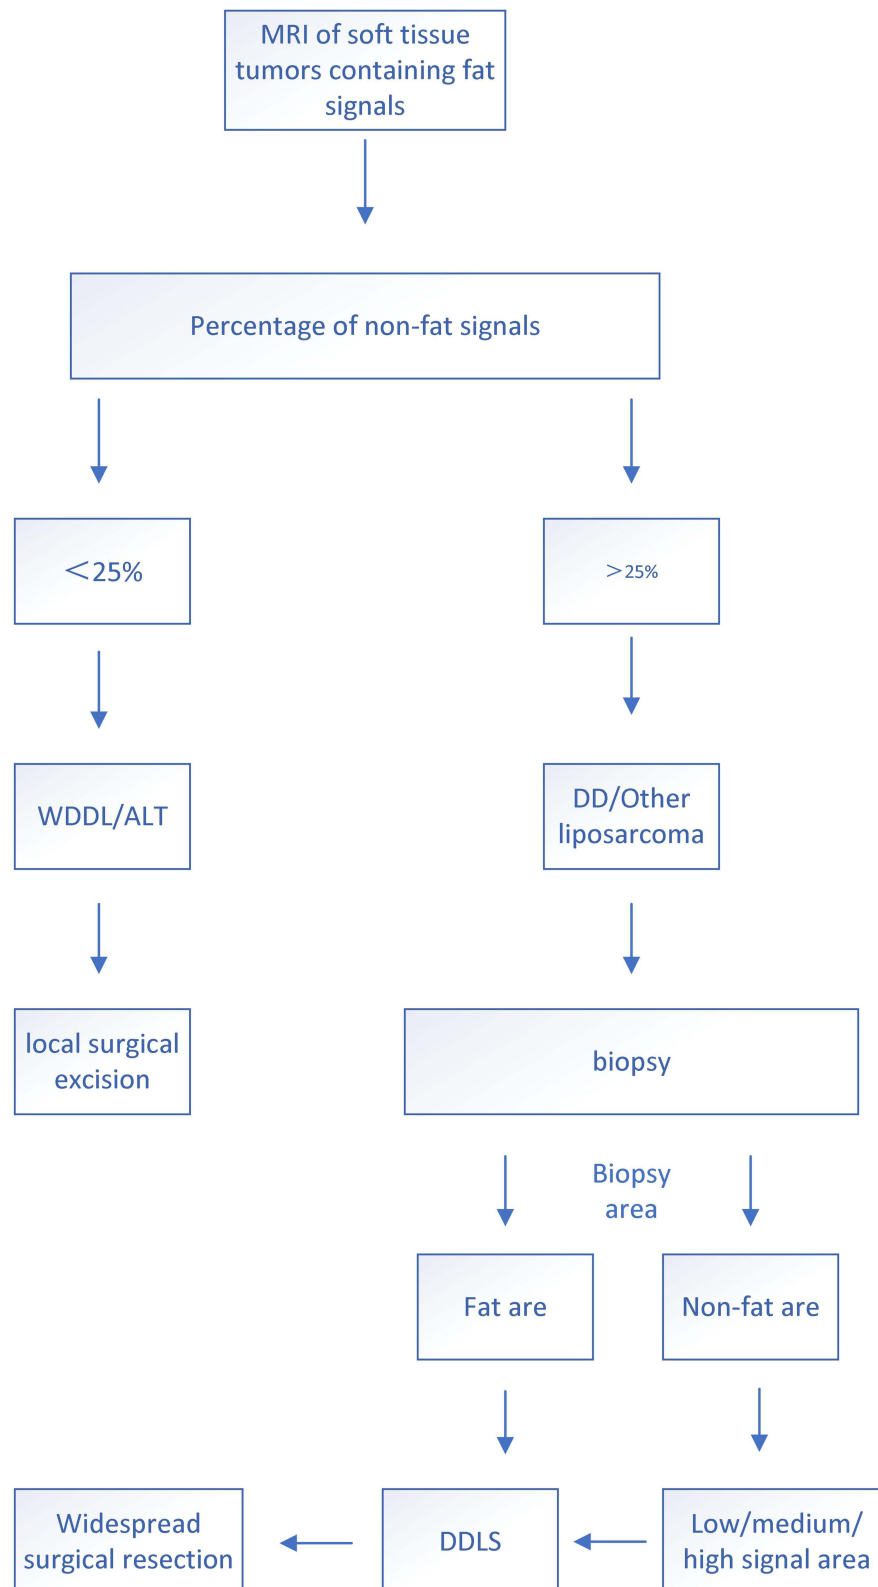 MRI of soft tissue
tumors containing fat
signals
Percentage of non-fat signals
＜25%
＞25%
WDDL/ALT
DD/Other
liposarcoma
local surgical
excision
biopsy
Biopsy
area
Fat are
Non-fat are
Widespread
surgical resection
DDLS
Low/medium/
high signal area